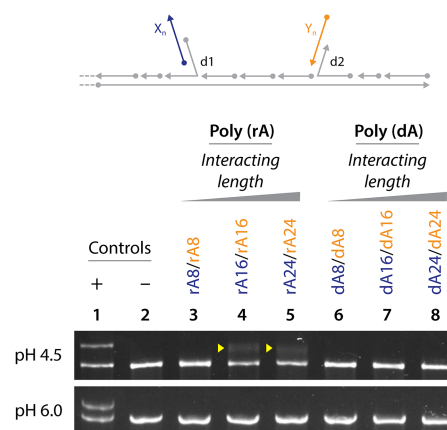 Xn Yn
d1 d2
Poly (rA) Poly (dA)
Interacting length Interacting length
Controls rA8/rA8 rA16/rA16 rA24/rA24 dA8/dA8 dA16/dA16 dA24/dA24
+ –
1 2 3 4 5 6 7 8
pH 4.5
pH 6.0